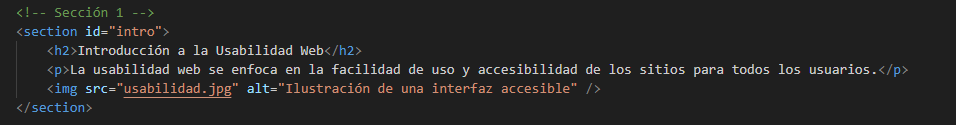 <!-- Sección 1 -->
<section id="intro">
<h2>Introducción a la Usabilidad Web</h2>
<p>La usabilidad web se enfoca en la facilidad de uso y accesibilidad de los sitios para todos los usuarios.</p>
<img src="usabilidad.jpg" alt="Ilustración de una interfaz accesible" />
</section>